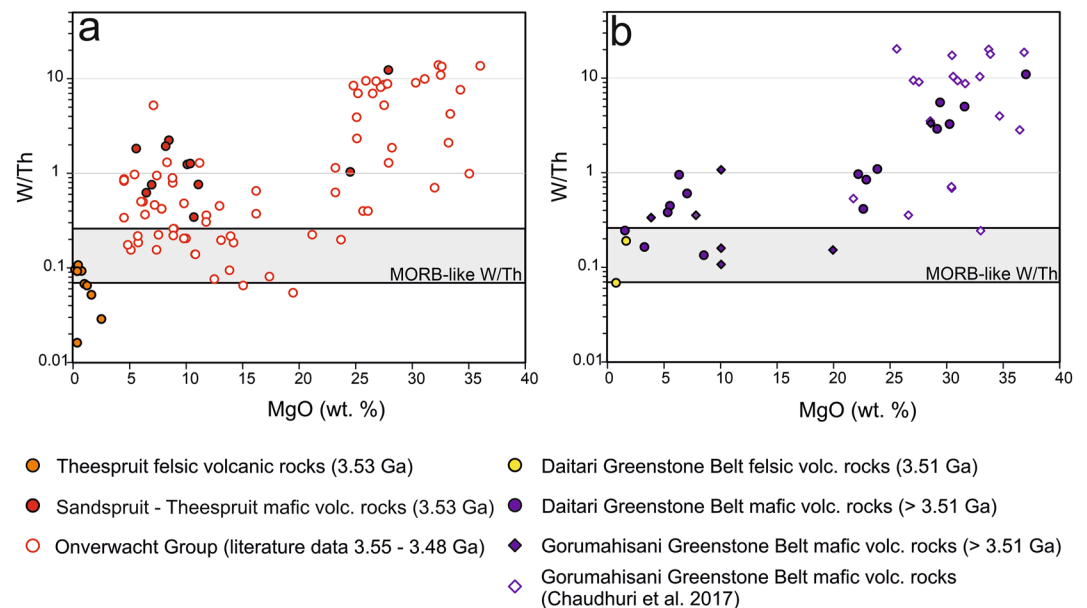 a
b
10
1
0.1
0.01
W/Th
MORB-like W/Th
0 5 10 15 20 25 30 35 40
MgO (wt. %)
10
1
0.1
0.01
W/Th
MORB-like W/Th
0 5 10 15 20 25 30 35 40
MgO (wt. %)
Theespruit felsic volcanic rocks (3.53 Ga)
Sandspruit - Theespruit mafic volc. rocks (3.53 Ga)
Onverwacht Group (literature data 3.55 - 3.48 Ga)
Daitari Greenstone Belt felsic volc. rocks (3.51 Ga)
Daitari Greenstone Belt mafic volc. rocks (> 3.51 Ga)
Gorumahisani Greenstone Belt mafic volc. rocks (> 3.51 Ga)
Gorumahisani Greenstone Belt mafic volc. rocks
(Chaudhuri et al. 2017)